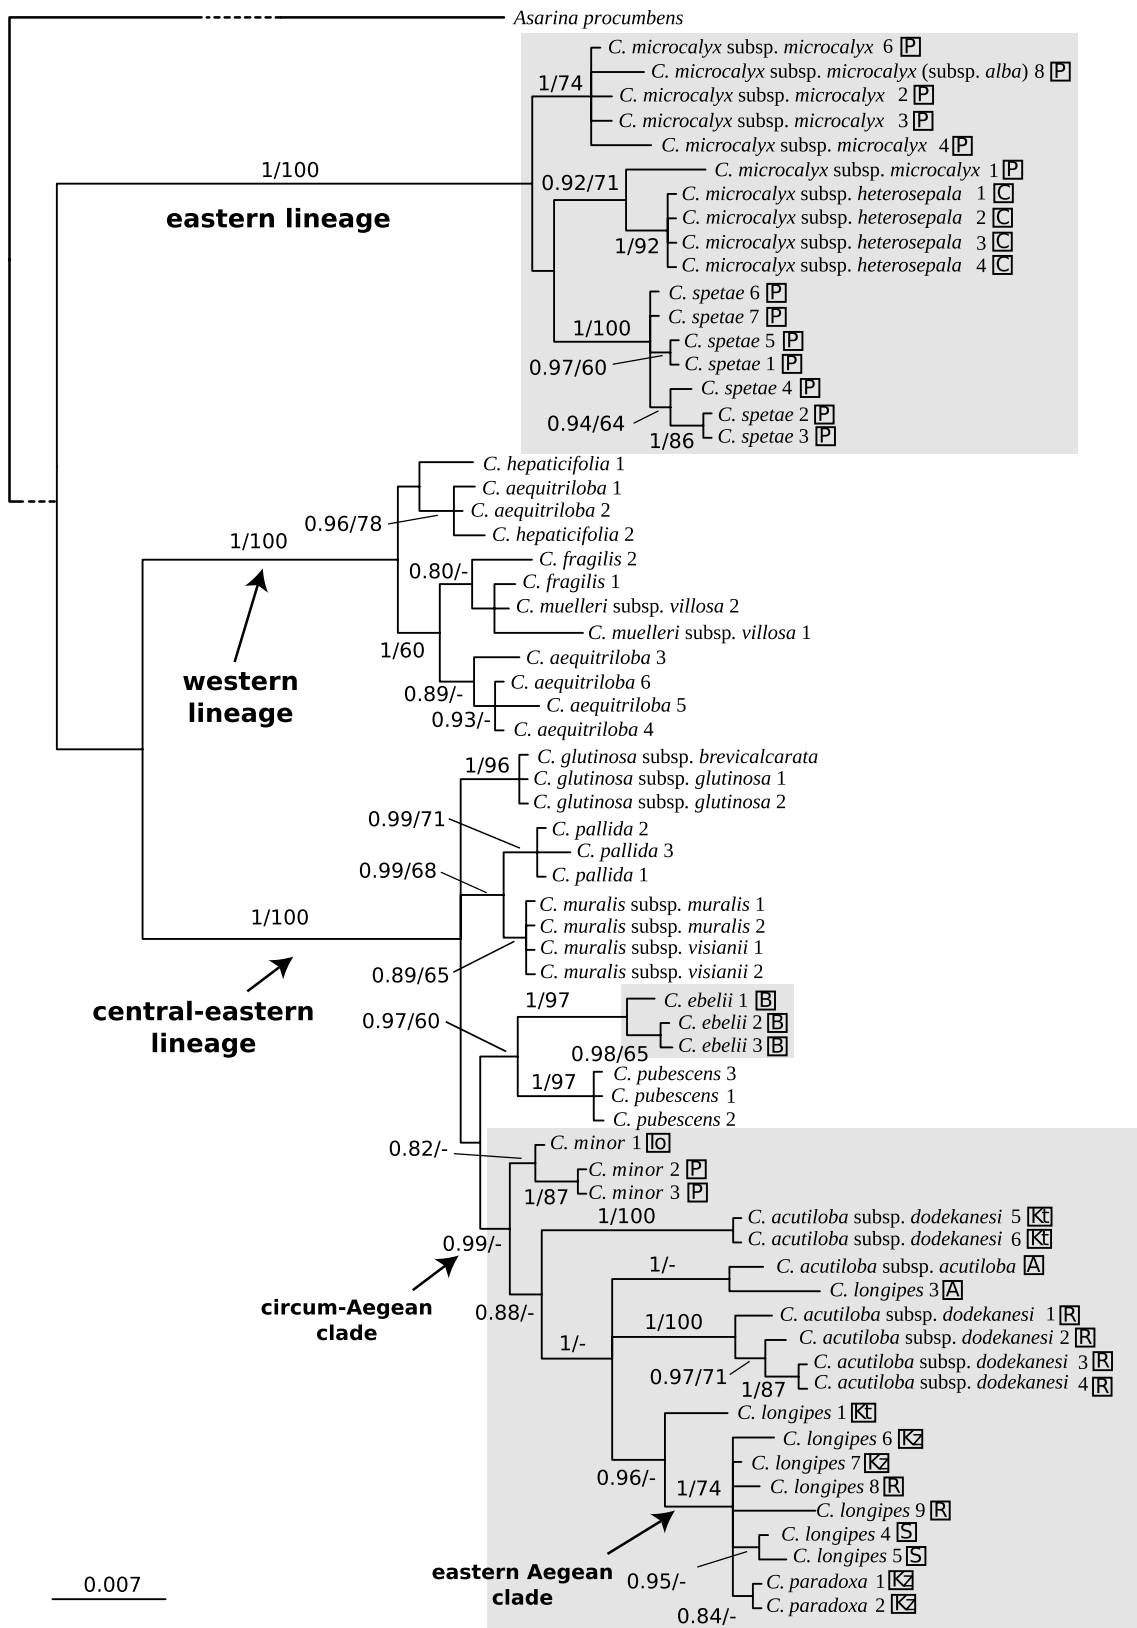 Asarina procumbens
C. microcalyx subsp. microcalyx 6 P
1/74
C. microcalyx subsp. microcalyx (subsp. alba) 8 P
C. microcalyx subsp. microcalyx 2 P
C. microcalyx subsp. microcalyx 3 P
C. microcalyx subsp. microcalyx 4 P
1/100
eastern lineage
C. microcalyx subsp. microcalyx 1 P
0.92/71
C. microcalyx subsp. heterosepala 1 C
C. microcalyx subsp. heterosepala 2 C
C. microcalyx subsp. heterosepala 3 C
1/92
C. microcalyx subsp. heterosepala 4 C
C. spetae 6 P
C. spetae 7 P
1/100
C. spetae 5 P
0.97/60
C. spetae 1 P
C. spetae 4 P
C. spetae 2 P
0.94/64
1/86
C. spetae 3 P
C. hepaticifolia 1
C. aequitriloba 1
C. aequitriloba 2
0.96/78
C. hepaticifolia 2
1/100
C. fragilis 2
0.80/-
C. fragilis 1
C. muelleri subsp. villosa 2
C. muelleri subsp. villosa 1
1/60
western
lineage
C. aequitriloba 3
C. aequitriloba 6
0.89/-
C. aequitriloba 5
0.93/-
C. aequitriloba 4
C. glutinosa subsp. brevicalcarata
1/96
C. glutinosa subsp. glutinosa 1
C. glutinosa subsp. glutinosa 2
0.99/71
C. pallida 2
C. pallida 3
0.99/68
C. pallida 1
C. muralis subsp. muralis 1
1/100
C. muralis subsp. muralis 2
C. muralis subsp. visianii 1
C. muralis subsp. visianii 2
0.89/65
central-eastern
lineage
1/97
C. ebelii 1 B
0.97/60
C. ebelii 2 B
C. ebelii 3 B
0.98/65
C. pubescens 3
1/97
C. pubescens 1
C. pubescens 2
C. minor 1 Io
0.82/-
C. minor 2 P
C. minor 3 P
1/87
1/100
C. acutiloba subsp. dodekanesi 5 Kt
C. acutiloba subsp. dodekanesi 6 Kt
0.99/-
1/-
C. acutiloba subsp. acutiloba A
C. longipes 3 A
circum-Aegean
clade
0.88/-
1/100
C. acutiloba subsp. dodekanesi 1 R
C. acutiloba subsp. dodekanesi 2 R
1/-
C. acutiloba subsp. dodekanesi 3 R
0.97/71
1/87
C. acutiloba subsp. dodekanesi 4 R
C. longipes 1 Kt
C. longipes 6 Kz
C. longipes 7 Kz
0.96/-
1/74
C. longipes 8 R
C. longipes 9 R
C. longipes 4 S
C. longipes 5 S
eastern Aegean
clade
0.95/-
C. paradoxa 1 Kz
C. paradoxa 2 Kz
0.84/-
0.007